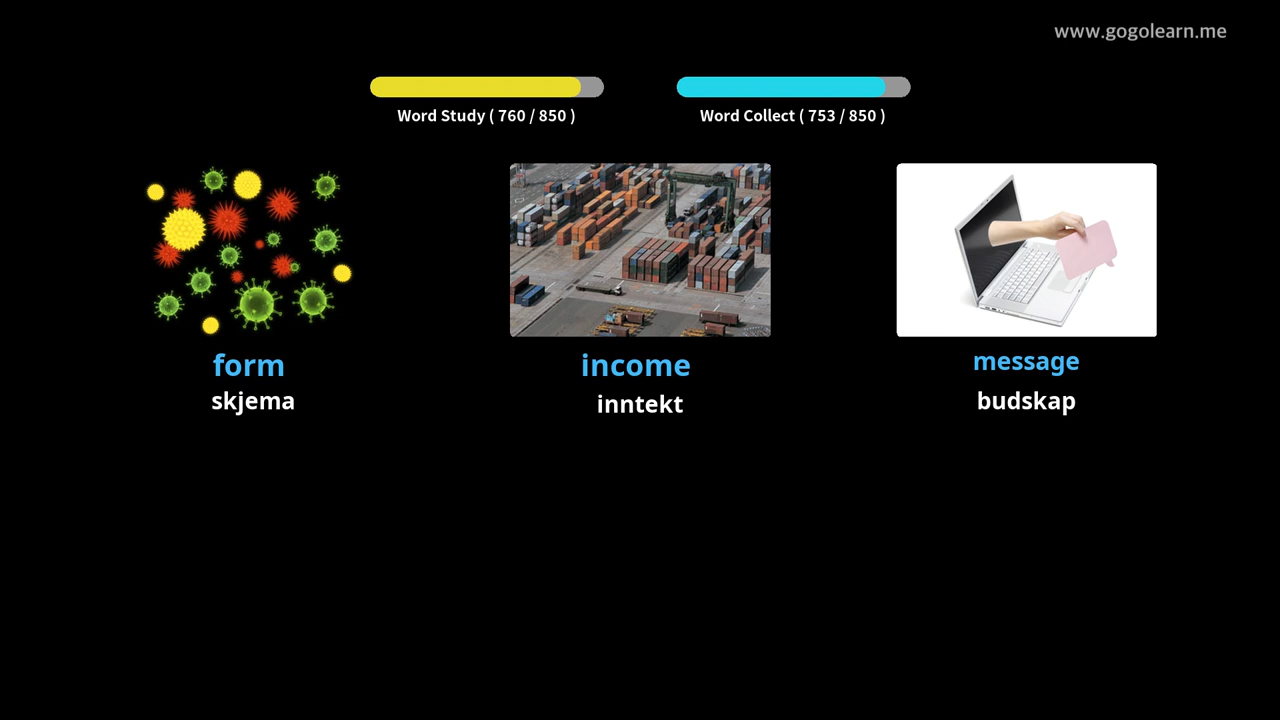 www.gogolearn.me
Word Study ( 760 / 850 )
Word Collect ( 753 / 850 )
form
skjema
income
inntekt
message
budskap